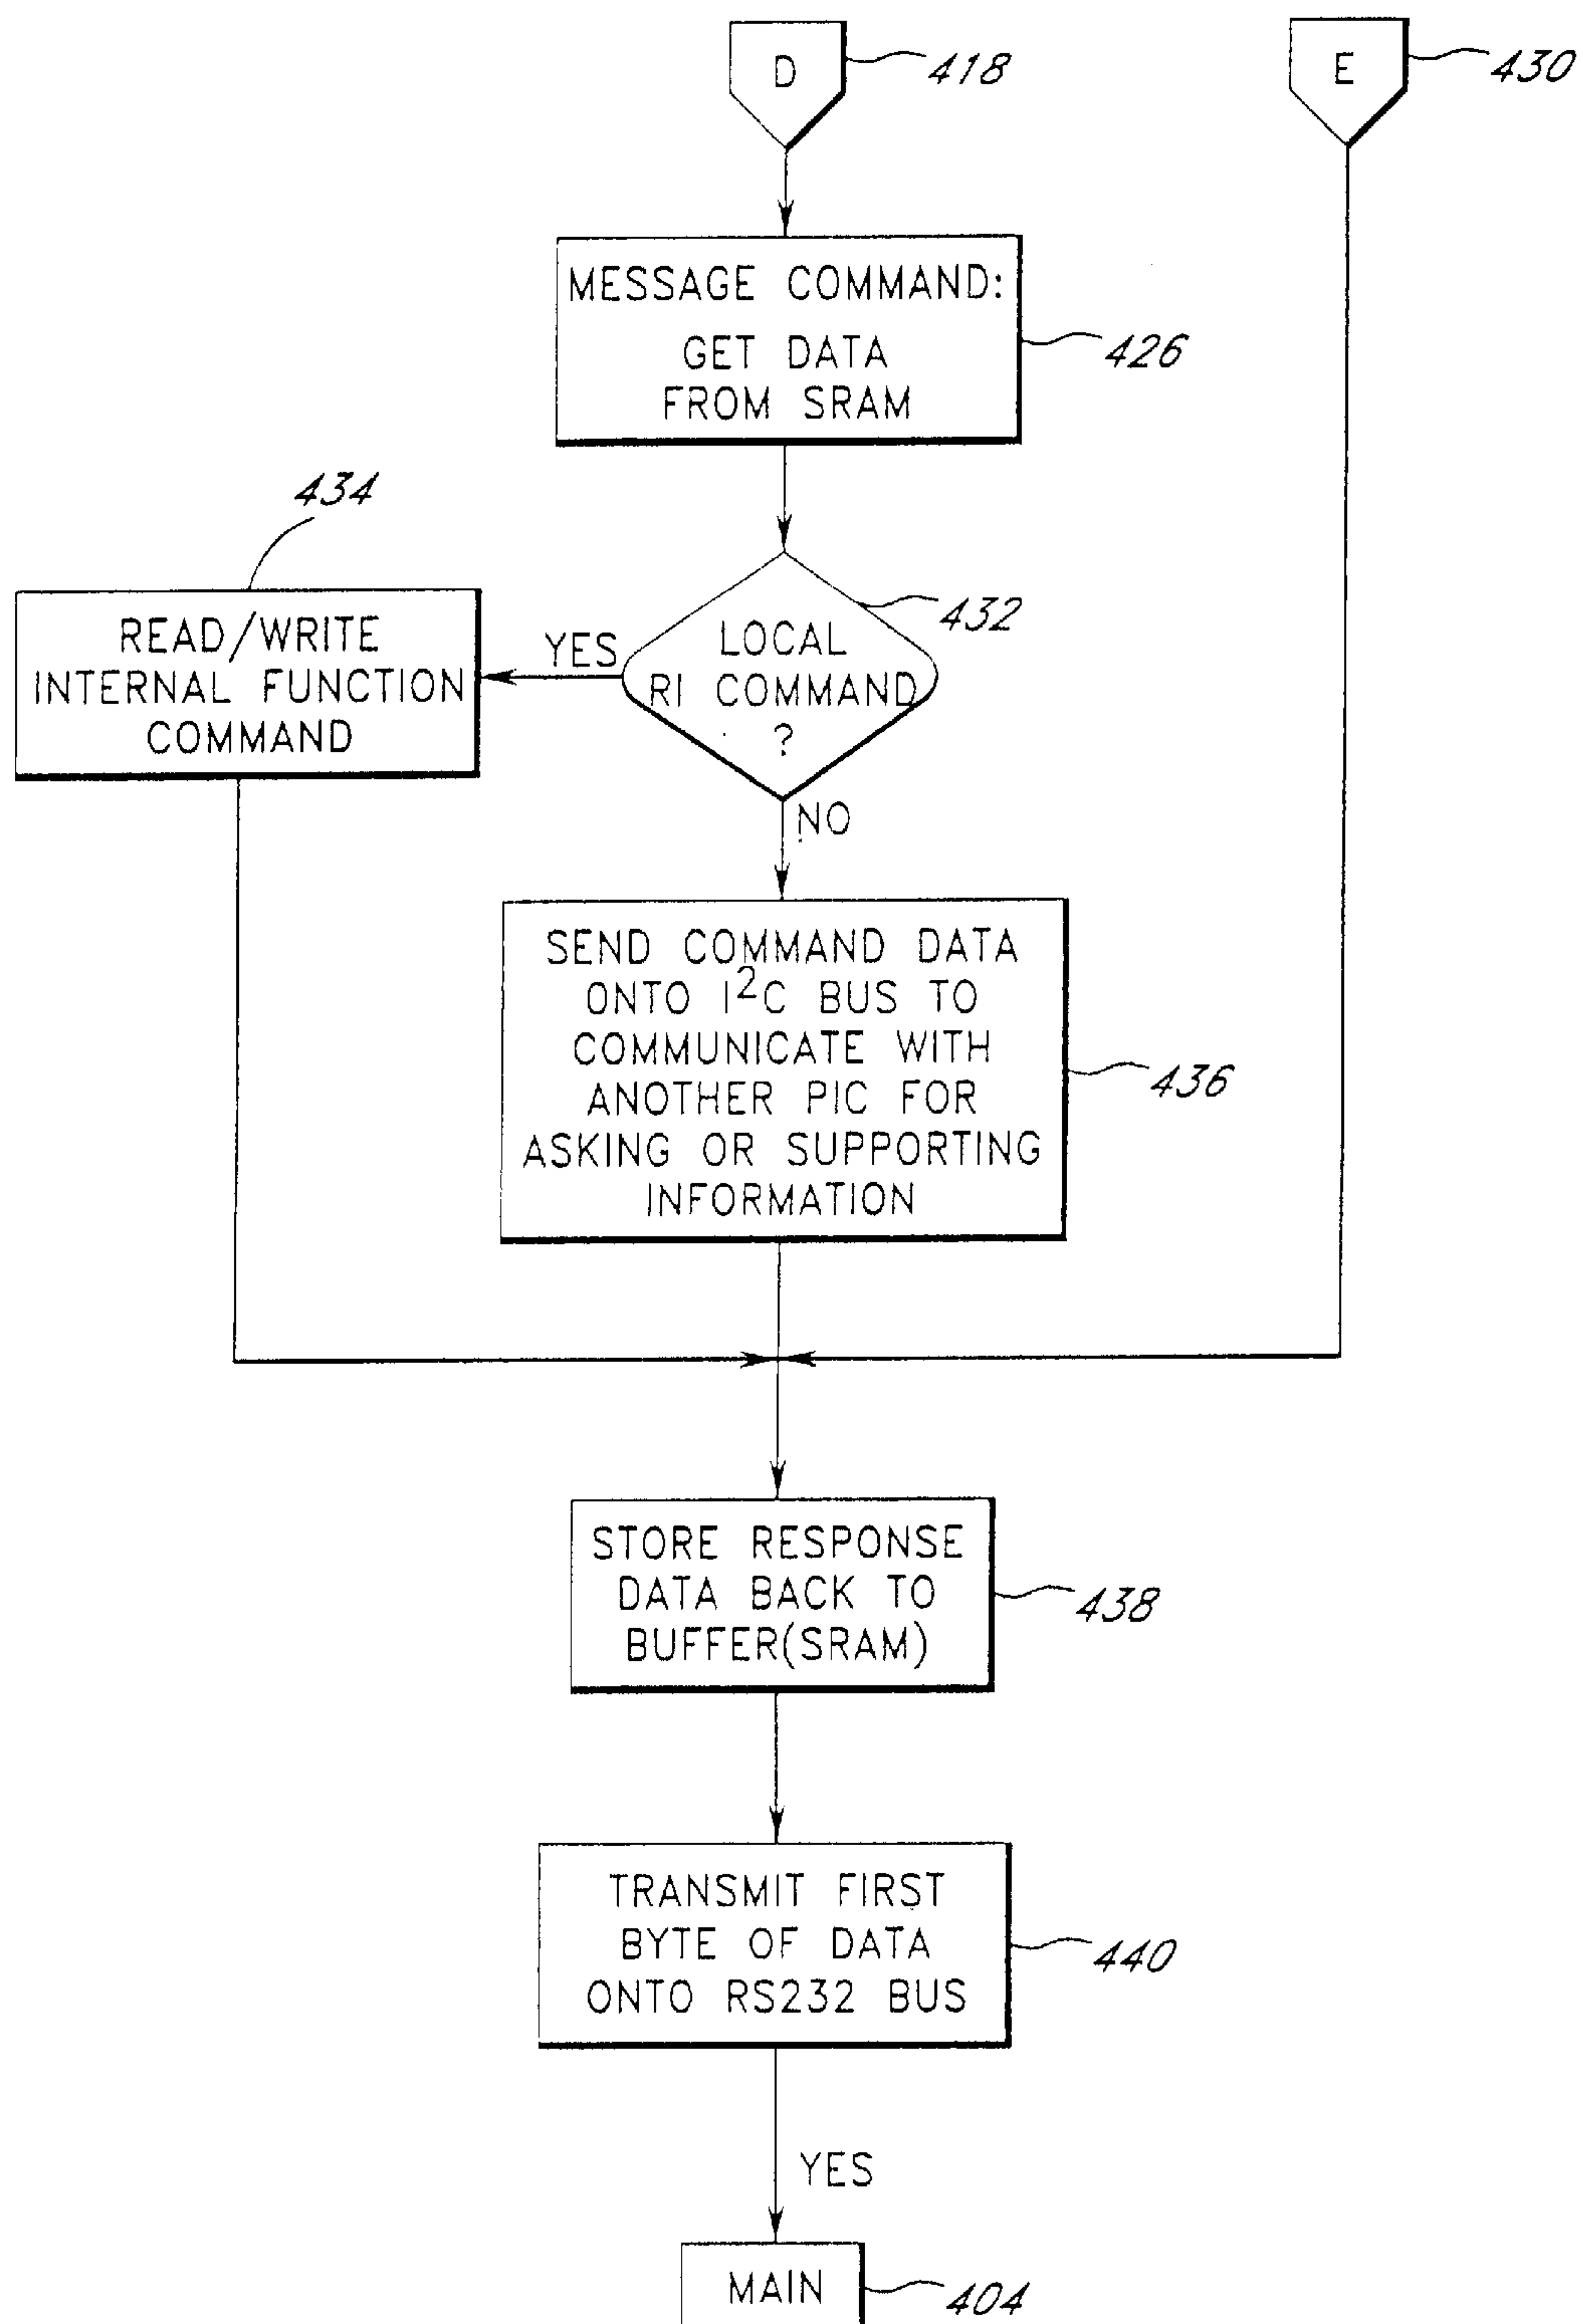 D
418
E
430
MESSAGE COMMAND:
GET DATA
FROM SRAM
426
434
READ/WRITE
INTERNAL FUNCTION
COMMAND
YES
LOCAL
RI COMMAND
?
432
NO
SEND COMMAND DATA
ONTO I²C BUS TO
COMMUNICATE WITH
ANOTHER PIC FOR
ASKING OR SUPPORTING
INFORMATION
436
STORE RESPONSE
DATA BACK TO
BUFFER(SRAM)
438
TRANSMIT FIRST
BYTE OF DATA
ONTO RS232 BUS
440
YES
MAIN
404